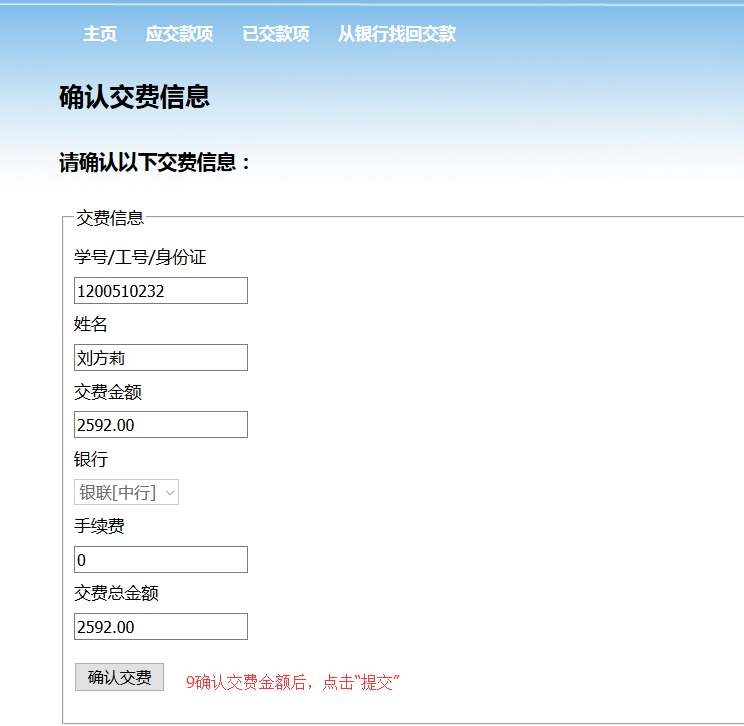 主页 应交款项 已交款项 从银行找回交款
确认交费信息
请确认以下交费信息：
交费信息
学号/工号/身份证
1200510232
姓名
刘方莉
交费金额
2592.00
银行
银联[中行]
手续费
0
交费总金额
2592.00
确认交费 9确认交费金额后，点击“提交”